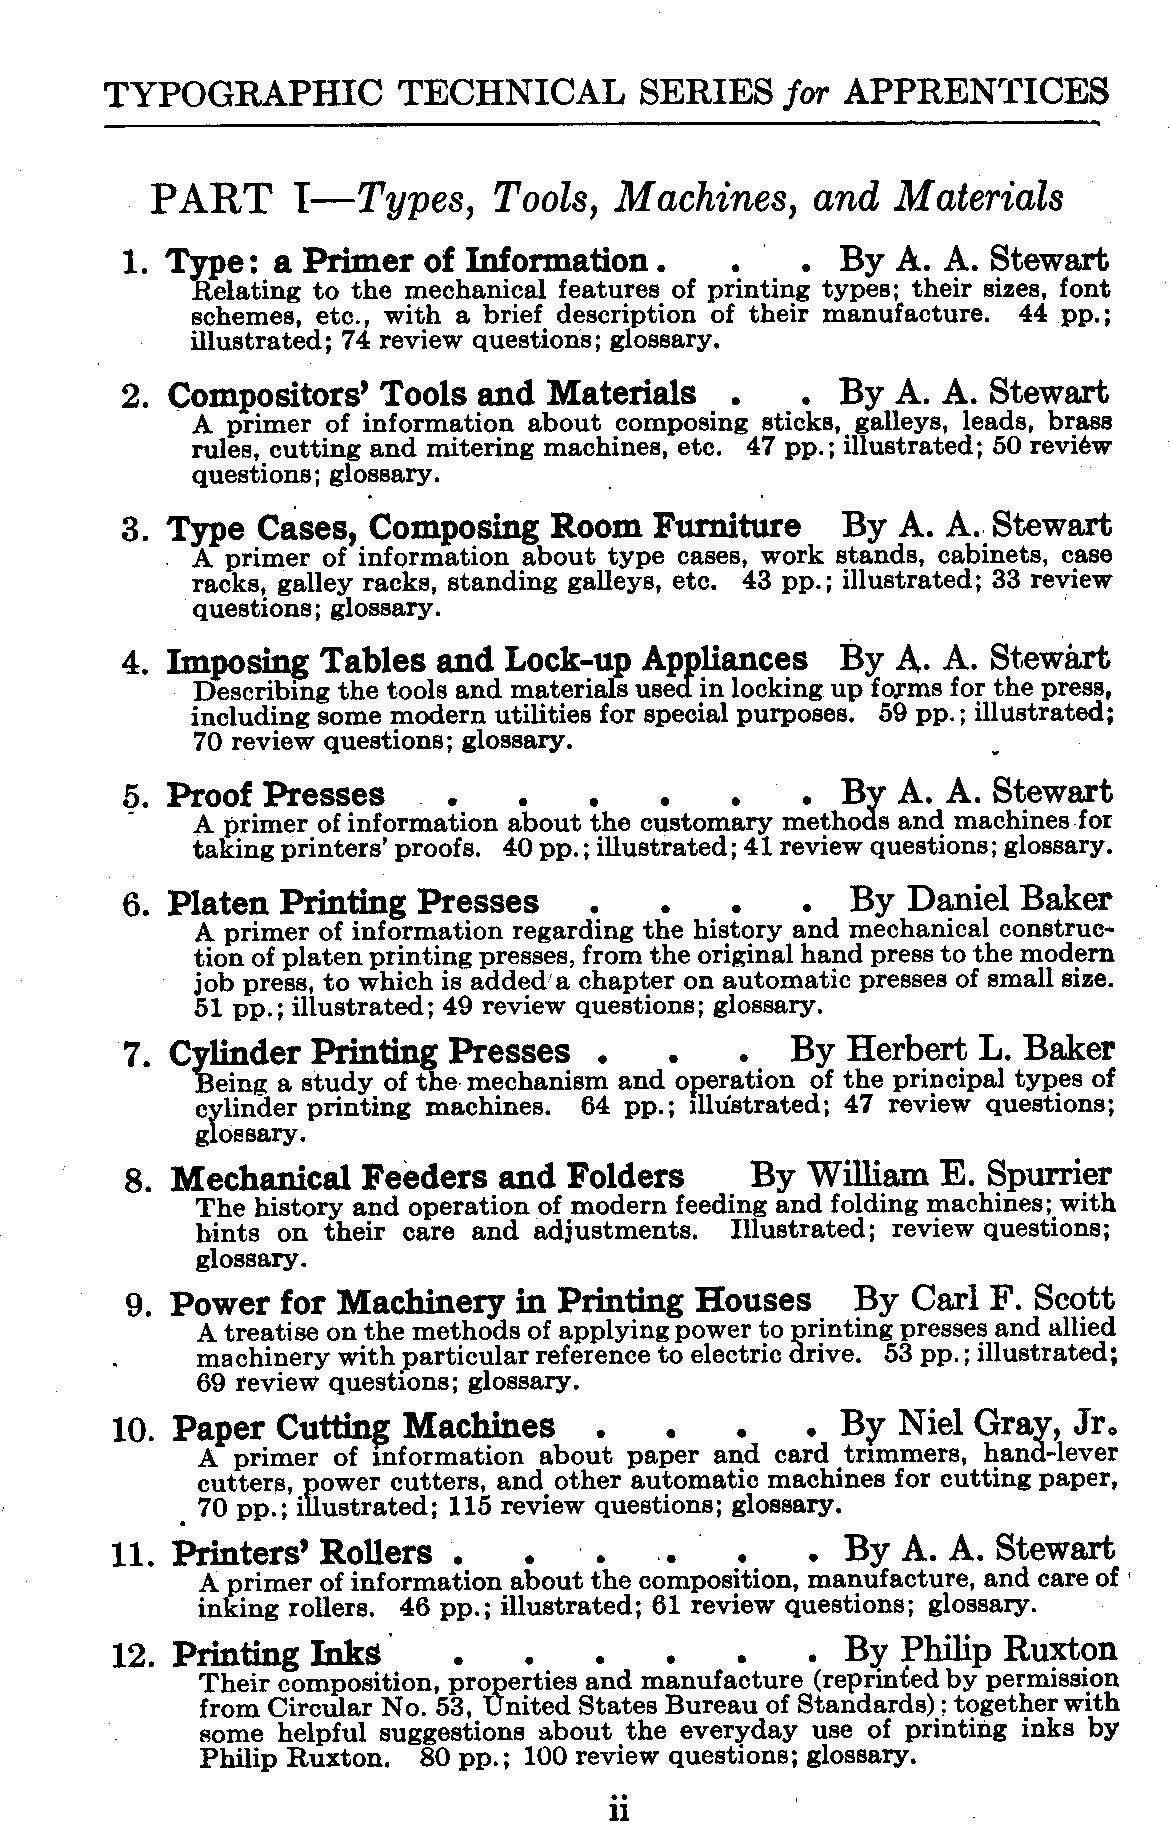 TYPOGRAPHIC TECHNICAL SERIES for APPRENTICES
PART I—Types, Tools, Machines, and Materials
1. Type: a Primer of Information . . . By A. A. Stewart
Relating to the mechanical features of printing types; their sizes, font
schemes, etc., with a brief description of their manufacture. 44 pp.;
illustrated; 74 review questions; glossary.
2. Compositors' Tools and Materials . . By A. A. Stewart
A primer of information about composing sticks, galleys, leads, brass
rules, cutting and mitering machines, etc. 47 pp.; illustrated; 50 review
questions; glossary.
3. Type Cases, Composing Room Furniture By A. A. Stewart
A primer of information about type cases, work stands, cabinets, case
racks, galley racks, standing galleys, etc. 43 pp.; illustrated; 33 review
questions; glossary.
4. Imposing Tables and Lock-up Appliances By A. A. Stewart
Describing the tools and materials used in locking up forms for the press,
including some modern utilities for special purposes. 59 pp.; illustrated;
70 review questions; glossary.
5. Proof Presses . . . . . . By A. A. Stewart
A primer of information about the customary methods and machines for
taking printers' proofs. 40 pp.; illustrated; 41 review questions; glossary.
6. Platen Printing Presses . . . . By Daniel Baker
A primer of information regarding the history and mechanical construc-
tion of platen printing presses, from the original hand press to the modern
job press, to which is added a chapter on automatic presses of small size.
51 pp.; illustrated; 49 review questions; glossary.
7. Cylinder Printing Presses . . . By Herbert L. Baker
Being a study of the mechanism and operation of the principal types of
cylinder printing machines. 64 pp.; illustrated; 47 review questions;
glossary.
8. Mechanical Feeders and Folders By William E. Spurrier
The history and operation of modern feeding and folding machines; with
hints on their care and adjustments. Illustrated; review questions;
glossary.
9. Power for Machinery in Printing Houses By Carl F. Scott
A treatise on the methods of applying power to printing presses and allied
machinery with particular reference to electric drive. 53 pp.; illustrated;
69 review questions; glossary.
10. Paper Cutting Machines . . . . By Niel Gray, Jr.
A primer of information about paper and card trimmers, hand-lever
cutters, power cutters, and other automatic machines for cutting paper,
70 pp.; illustrated; 115 review questions; glossary.
11. Printers' Rollers . . . . . . By A. A. Stewart
A primer of information about the composition, manufacture, and care of
inking rollers. 46 pp.; illustrated; 61 review questions; glossary.
12. Printing Inks . . . . . . By Philip Ruxton
Their composition, properties and manufacture (reprinted by permission
from Circular No. 53, United States Bureau of Standards); together with
some helpful suggestions about the everyday use of printing inks by
Philip Ruxton. 80 pp.; 100 review questions; glossary.
ii